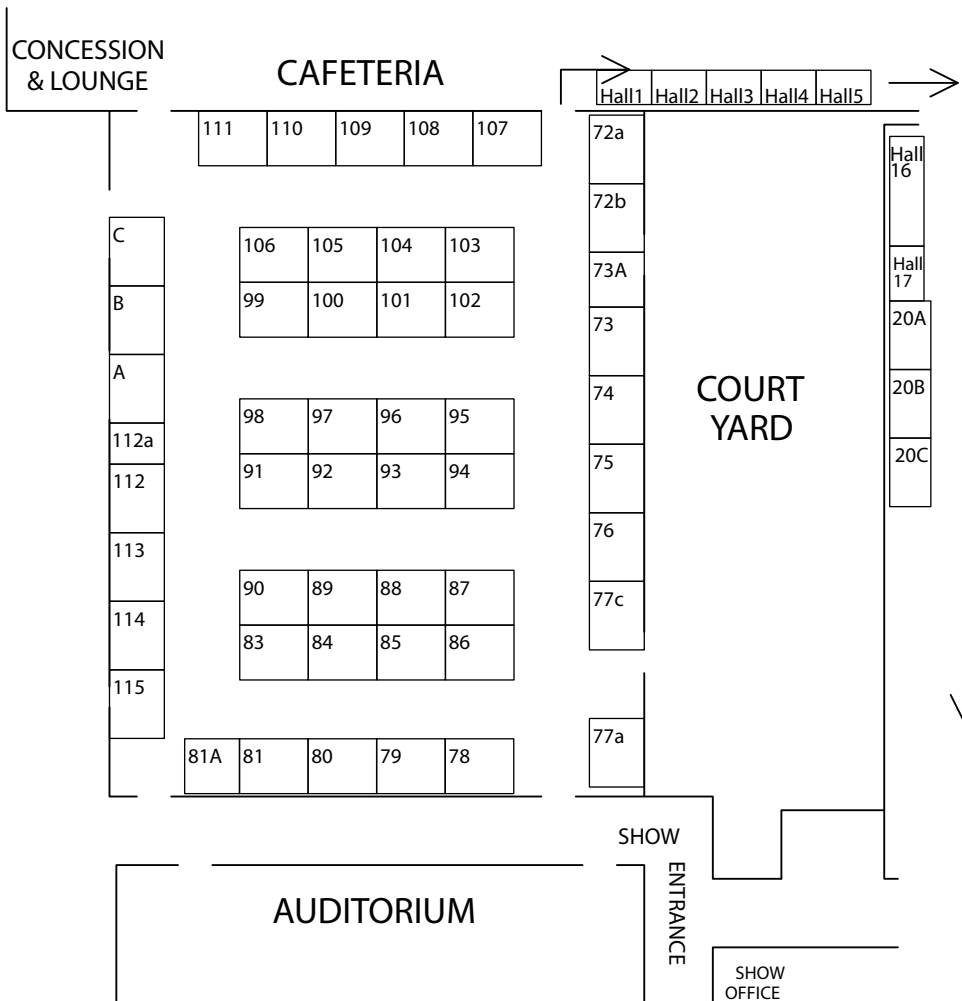 CONCESSION
& LOUNGE
CAFETERIA
Hall1 Hall2 Hall3 Hall4 Hall5
111 110 109 108 107
72a
Hall
16
72b
C
106 105 104 103
73A
Hall
17
B
99 100 101 102
73
20A
A
74
COURT
YARD
20B
98 97 96 95
112a
75
20C
112
91 92 93 94
76
113
90 89 88 87
77c
114
83 84 85 86
115
77a
81A 81 80 79 78
SHOW
ENTRANCE
AUDITORIUM
SHOW
OFFICE